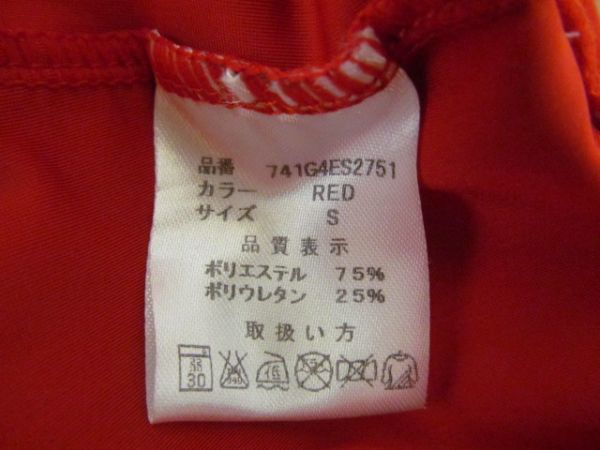 品番 741G4ES2751
カラー RED
サイズ S
品質表示
ポリエステル 75%
ポリウレタン 25%
取扱い方
30